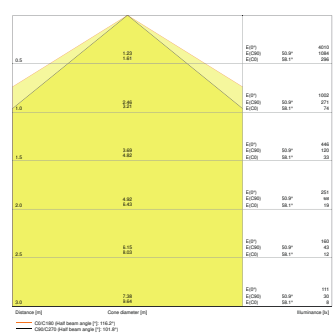 E(0°) 4010
1.23 E(C90) 50.9° 1084
0.5 1.61 E(C0) 58.1° 296
E(0°) 1002
2.46 E(C90) 50.9° 271
1.0 3.21 E(C0) 58.1° 74
E(0°) 446
3.69 E(C90) 50.9° 120
1.5 4.82 E(C0) 58.1° 33
E(0°) 251
4.92 E(C90) 50.9°
2.0 6.43 E(C0) 58.1° 19
E(0°) 160
6.15 E(C90) 50.9° 43
2.5 8.03 E(C0) 58.1° 12
E(0°) 111
7.38 E(C90) 50.9° 30
3.0 9.64 E(C0) 58.1° 8
Distance [m] Cone diameter [m] Illuminance [lx]
C0/C180 (Half beam angle [°]: 116.2°)
C90/C270 (Half beam angle [°]: 101.8°)